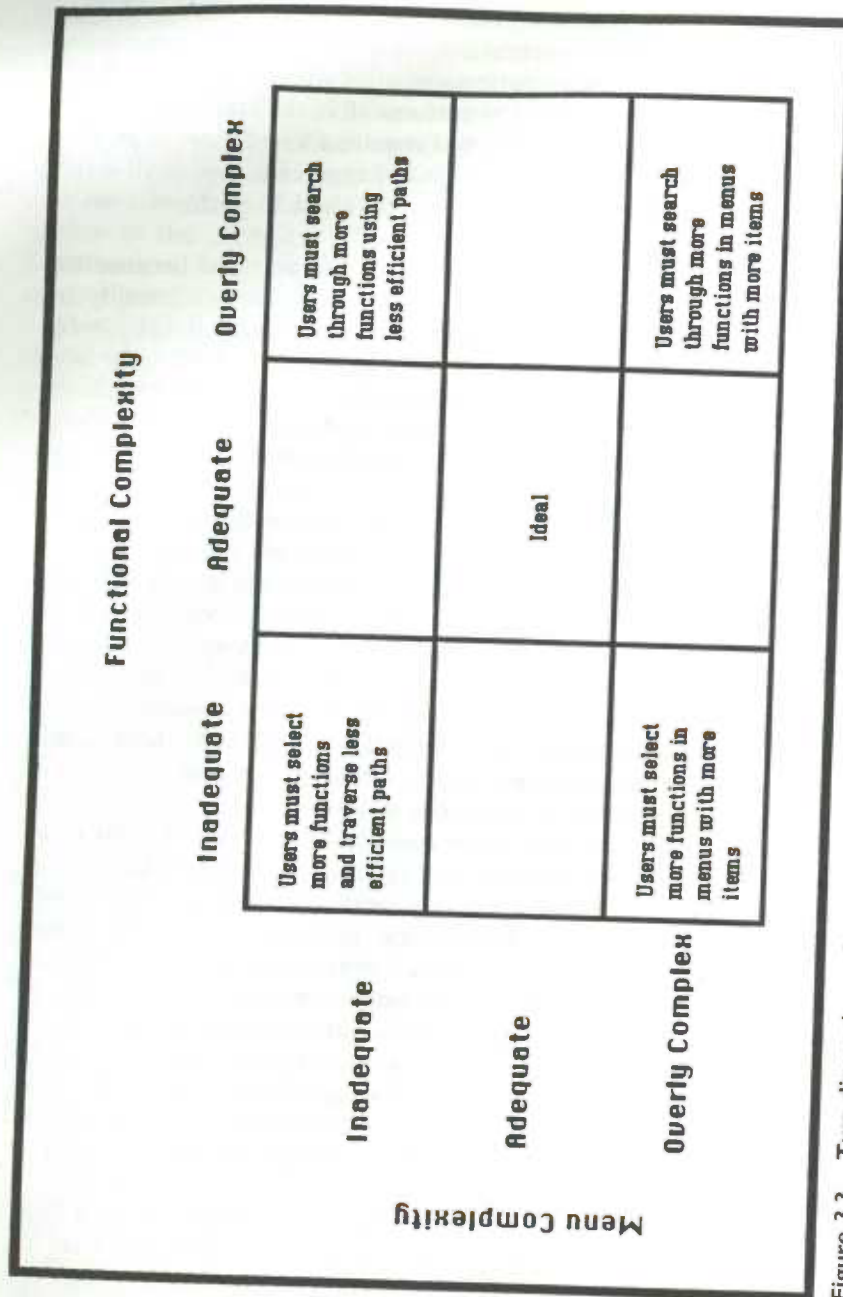 Functional Complexity
Inadequate
Adequate
Overly Complex
Menu Complexity
Inadequate
Users must select
more functions
and traverse less
efficient paths
Users must search
through more
functions using
less efficient paths
Adequate
Ideal
Overly Complex
Users must select
more functions in
menus with more
items
Users must search
through more
functions in menus
with more items
Figure 2.2 Two